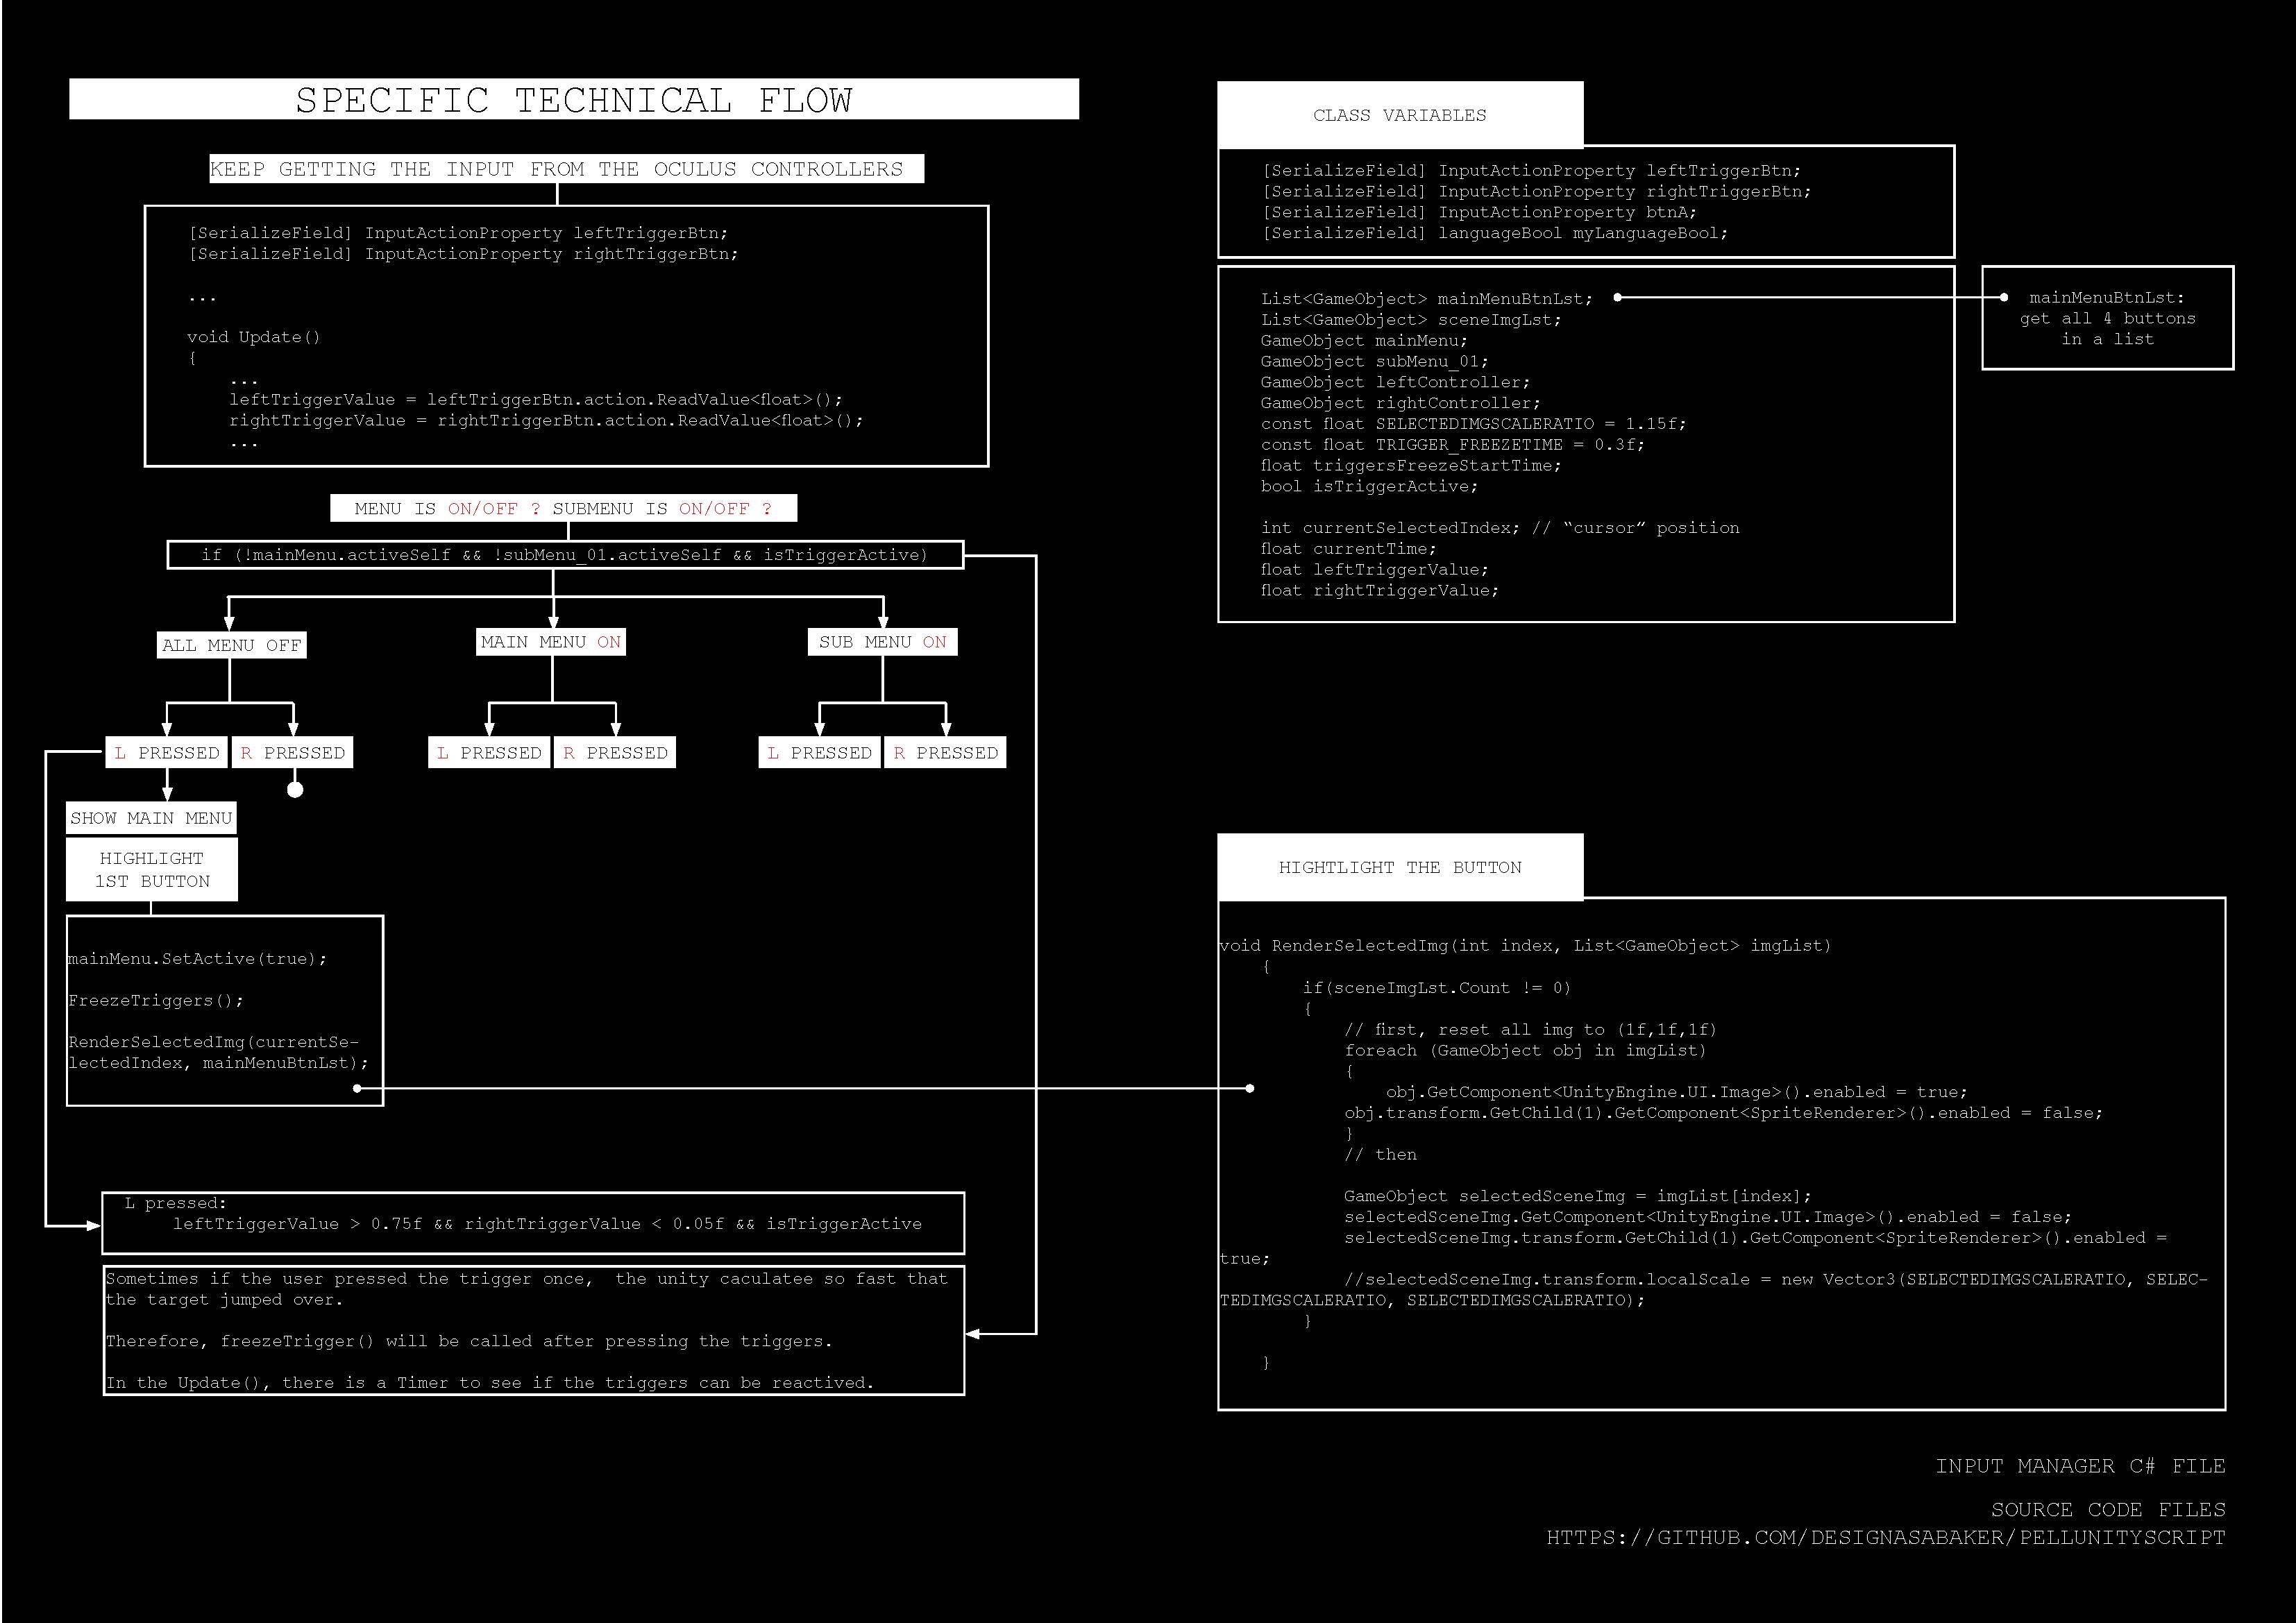 SPECIFIC TECHNICAL FLOW
KEEP GETTING THE INPUT FROM THE OCULUS CONTROLLERS
[SerializeField] InputActionProperty leftTriggerBtn;
[SerializeField] InputActionProperty rightTriggerBtn;
...
void Update()
{
...
leftTriggerValue = leftTriggerBtn.action.ReadValue<float>();
rightTriggerValue = rightTriggerBtn.action.ReadValue<float>();
...
MENU IS ON/OFF ? SUBMENU IS ON/OFF ?
if (!mainMenu.activeSelf && !subMenu_01.activeSelf && isTriggerActive)
ALL MENU OFF
MAIN MENU ON
SUB MENU ON
L PRESSED
R PRESSED
L PRESSED
R PRESSED
L PRESSED
R PRESSED
SHOW MAIN MENU
HIGHLIGHT
1ST BUTTON
mainMenu.SetActive(true);
FreezeTriggers();
RenderSelectedImg(currentSe-
lectedIndex, mainMenuBtnLst);
L pressed:
leftTriggerValue > 0.75f && rightTriggerValue < 0.05f && isTriggerActive
Sometimes if the user pressed the trigger once,  the unity caculatee so fast that
the target jumped over.
Therefore, freezeTrigger() will be called after pressing the triggers.
In the Update(), there is a Timer to see if the triggers can be reactived.
CLASS VARIABLES
[SerializeField] InputActionProperty leftTriggerBtn;
[SerializeField] InputActionProperty rightTriggerBtn;
[SerializeField] InputActionProperty btnA;
[SerializeField] languageBool myLanguageBool;
List<GameObject> mainMenuBtnLst;
List<GameObject> sceneImgLst;
GameObject mainMenu;
GameObject subMenu_01;
GameObject leftController;
GameObject rightController;
const float SELECTEDIMGSCALERATIO = 1.15f;
const float TRIGGER_FREEZETIME = 0.3f;
float triggersFreezeStartTime;
bool isTriggerActive;
int currentSelectedIndex; // “cursor” position
float currentTime;
float leftTriggerValue;
float rightTriggerValue;
mainMenuBtnLst:
get all 4 buttons
in a list
HIGHTLIGHT THE BUTTON
void RenderSelectedImg(int index, List<GameObject> imgList)
{
if(sceneImgLst.Count != 0)
{
// first, reset all img to (1f,1f,1f)
foreach (GameObject obj in imgList)
{
obj.GetComponent<UnityEngine.UI.Image>().enabled = true;
obj.transform.GetChild(1).GetComponent<SpriteRenderer>().enabled = false;
}
// then
GameObject selectedSceneImg = imgList[index];
selectedSceneImg.GetComponent<UnityEngine.UI.Image>().enabled = false;
selectedSceneImg.transform.GetChild(1).GetComponent<SpriteRenderer>().enabled =
true;
//selectedSceneImg.transform.localScale = new Vector3(SELECTEDIMGSCALERATIO, SELEC-
TEDIMGSCALERATIO, SELECTEDIMGSCALERATIO);
}
}
INPUT MANAGER C# FILE
SOURCE CODE FILES
HTTPS://GITHUB.COM/DESIGNASABAKER/PELLUNITYSCRIPT